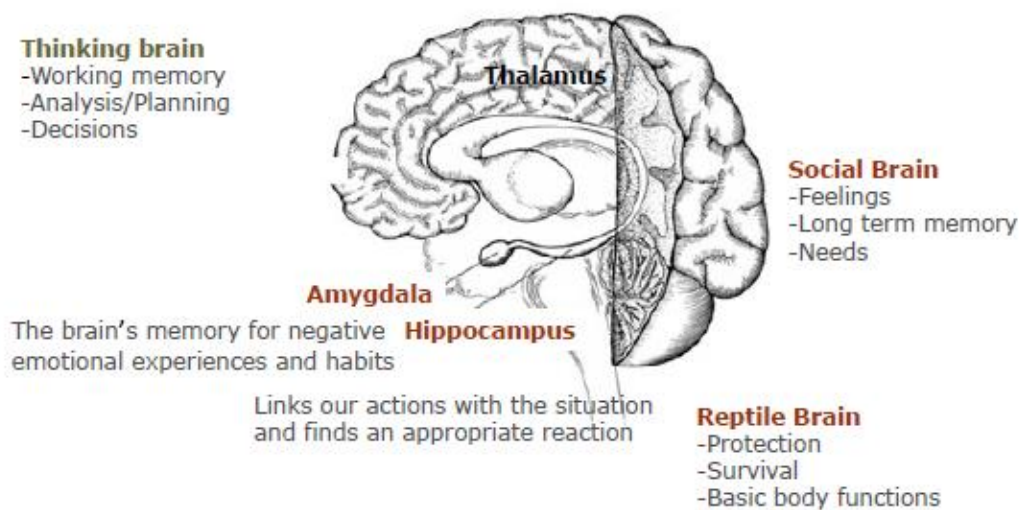 Thinking brain
-Working memory
-Analysis/Planning
-Decisions
Thalamus
Social Brain
-Feelings
-Long term memory
-Needs
Amygdala
The brain's memory for negative
emotional experiences and habits
Hippocampus
Links our actions with the situation
and finds an appropriate reaction
Reptile Brain
-Protection
-Survival
-Basic body functions